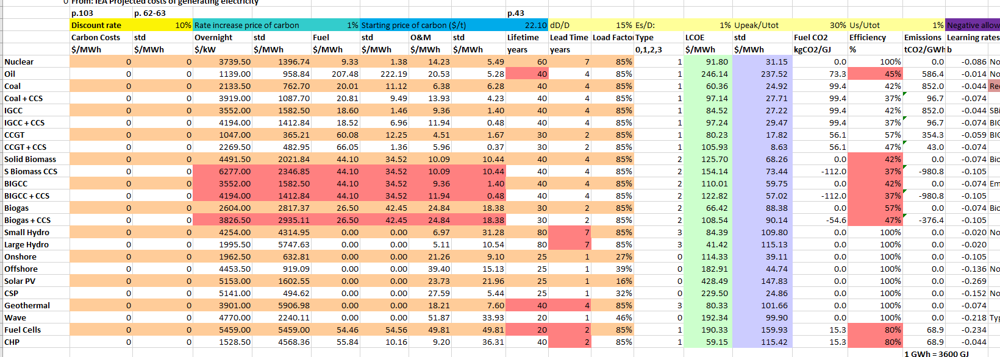 0 From: IEA Projected costs of generating electricity
p.103 p. 62-63 p.43
Discount rate 10% Rate increase price of carbon 1% Starting price of carbon ($/t) 22.10 dD/D 15% Es/D: 1% Upeak/Utot 30% Us/Utot 1% Negative allow
Carbon Costs std Overnight std Fuel std O&M std Lifetime Lead Time Load Facto Type LCOE std Fuel CO2 Efficiency Emissions Learning rates
$/MWh $/MWh $/kW $/MWh $/MWh $/MWh $/MWh $/MWh years years 0,1,2,3 $/MWh $/MWh kgCO2/GJ % tCO2/GWh b
Nuclear 0 0 3739.50 1396.74 9.33 1.38 14.23 5.49 60 7 85% 1 91.80 31.15 0.0 100% 0.0 -0.086 No
Oil 0 0 1139.00 958.84 207.48 222.19 20.53 5.28 40 4 85% 1 246.14 237.52 73.3 45% 586.4 -0.014 No
Coal 0 0 2133.50 762.70 20.01 11.12 6.38 6.28 40 4 85% 1 60.36 24.92 99.4 42% 852.0 -0.044 Rec
Coal + CCS 0 0 3919.00 1087.70 20.81 9.49 13.93 4.23 40 4 85% 1 97.14 27.71 99.4 37% 96.7 -0.074
IGCC 0 0 3552.00 1582.50 18.60 1.46 9.36 1.40 40 4 85% 1 84.52 27.22 99.4 42% 852.0 -0.044 SBi
IGCC + CCS 0 0 4194.00 1412.84 18.52 6.96 11.94 0.48 40 4 85% 1 97.24 29.47 99.4 37% 96.7 -0.074 BIG
CCGT 0 0 1047.00 365.21 60.08 12.25 4.51 1.67 30 2 85% 1 80.23 17.82 56.1 57% 354.3 -0.059 BIG
CCGT + CCS 0 0 2269.50 482.95 66.05 1.36 5.96 0.37 30 2 85% 1 105.93 8.63 56.1 47% 43.0 -0.074
Solid Biomass 0 0 4491.50 2021.84 44.10 34.52 10.09 10.44 40 4 85% 2 125.70 68.26 0.0 42% 0.0 -0.074 Bio
S Biomass CCS 0 0 6277.00 2346.85 44.10 34.52 10.09 10.44 40 4 85% 2 154.14 73.44 -112.0 37% -980.8 -0.105
BIGCC 0 0 3552.00 1582.50 44.10 34.52 9.36 1.40 40 4 85% 2 110.01 59.75 0.0 42% 0.0 -0.074 Em
BIGCC + CCS 0 0 4194.00 1412.84 44.10 34.52 11.94 0.48 40 4 85% 2 122.82 57.02 -112.0 37% -980.8 -0.105
Biogas 0 0 2604.00 2817.37 26.50 42.45 24.84 18.38 30 2 85% 2 66.42 88.38 0.0 57% 0.0 -0.074 Bio
Biogas + CCS 0 0 3826.50 2935.11 26.50 42.45 24.84 18.38 30 2 85% 2 108.54 90.14 -54.6 47% -376.4 -0.105
Small Hydro 0 0 4254.00 4314.95 0.00 0.00 6.97 31.28 80 7 85% 3 84.39 109.80 0.0 100% 0.0 -0.020 No
Large Hydro 0 0 1995.50 5747.63 0.00 0.00 5.11 10.54 80 7 85% 3 41.42 115.13 0.0 100% 0.0 -0.020
Onshore 0 0 1962.50 632.81 0.00 0.00 21.26 9.10 25 1 27% 0 114.33 39.11 0.0 100% 0.0 -0.105
Offshore 0 0 4453.50 919.09 0.00 0.00 39.40 15.13 25 1 39% 0 182.91 44.74 0.0 100% 0.0 -0.136 No
Solar PV 0 0 5153.00 1602.55 0.00 0.00 23.73 21.96 25 1 16% 0 428.49 147.83 0.0 100% 0.0 -0.269
CSP 0 0 5141.00 494.62 0.00 0.00 27.59 5.44 25 1 32% 0 229.50 24.86 0.0 100% 0.0 -0.152 No
Geothermal 0 0 3901.00 5906.98 0.00 0.00 18.21 7.60 40 4 85% 3 80.33 101.66 0.0 100% 0.0 -0.074
Wave 0 0 4770.00 2240.11 0.00 0.00 51.87 33.93 20 1 46% 0 192.34 99.90 0.0 100% 0.0 -0.218 Typ
Fuel Cells 0 0 5459.00 5459.00 54.46 54.56 49.81 49.81 20 2 85% 1 190.33 159.93 15.3 80% 68.9 -0.234
CHP 0 0 1528.50 4568.36 55.84 10.16 9.20 36.31 40 2 85% 1 59.15 115.42 15.3 80% 68.9 -0.044
1 GWh = 3600 GJ